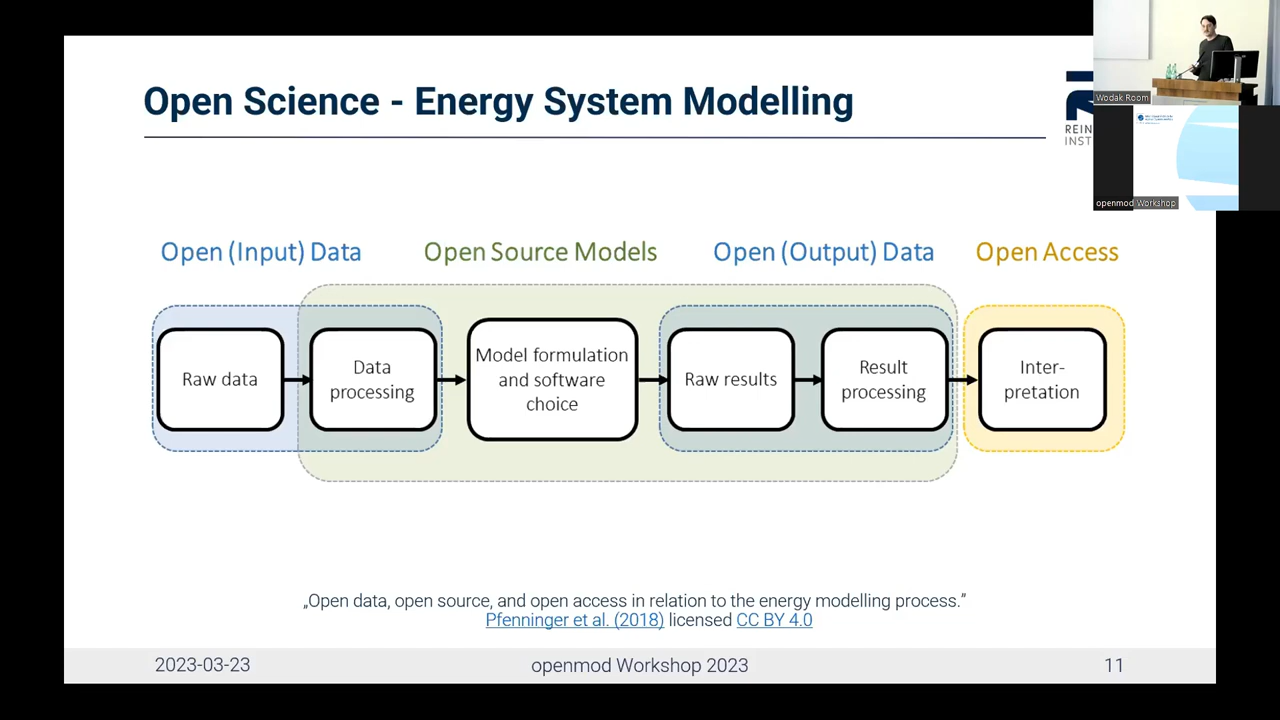 Open Science - Energy System Modelling
REIN
INST
Wodak Room
openmod Workshop
Open (Input) Data
Open Source Models
Open (Output) Data
Open Access
Raw data
Data
processing
Model formulation
and software
choice
Raw results
Result
processing
Inter-
pretation
„Open data, open source, and open access in relation to the energy modelling process.”
Pfenninger et al. (2018) licensed CC BY 4.0
2023-03-23
openmod Workshop 2023
11